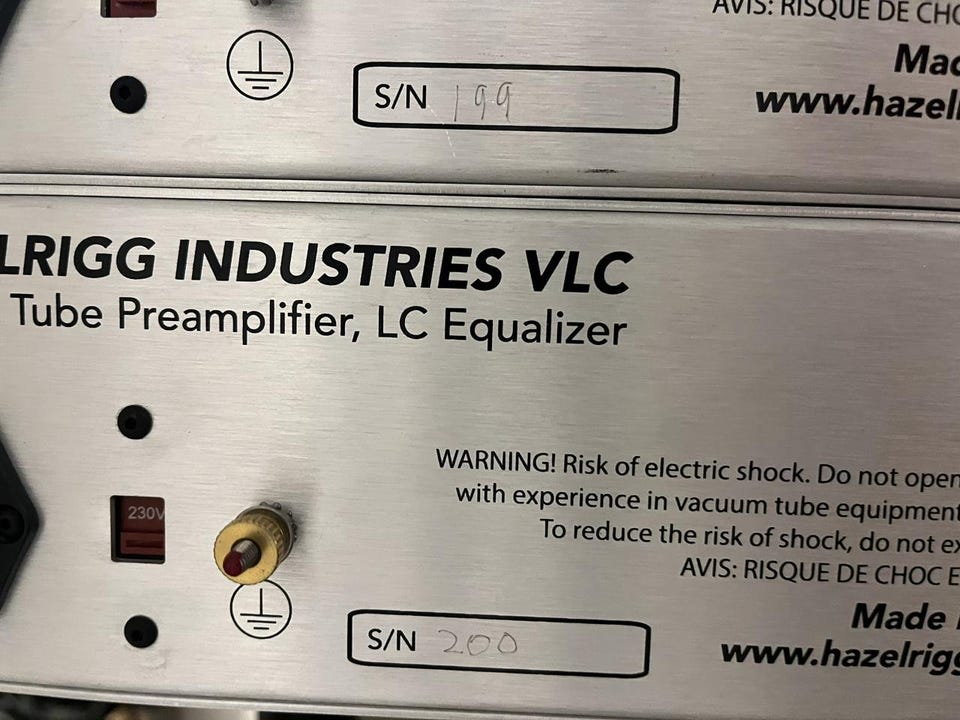 AVIS: RISQUE DE CHO
Mad
www.hazelr
S/N 199
LRIGG INDUSTRIES VLC
Tube Preamplifier, LC Equalizer
WARNING! Risk of electric shock. Do not open
with experience in vacuum tube equipment
To reduce the risk of shock, do not ex
AVIS: RISQUE DE CHOC E
230V
Made
www.hazelrigg
S/N 200